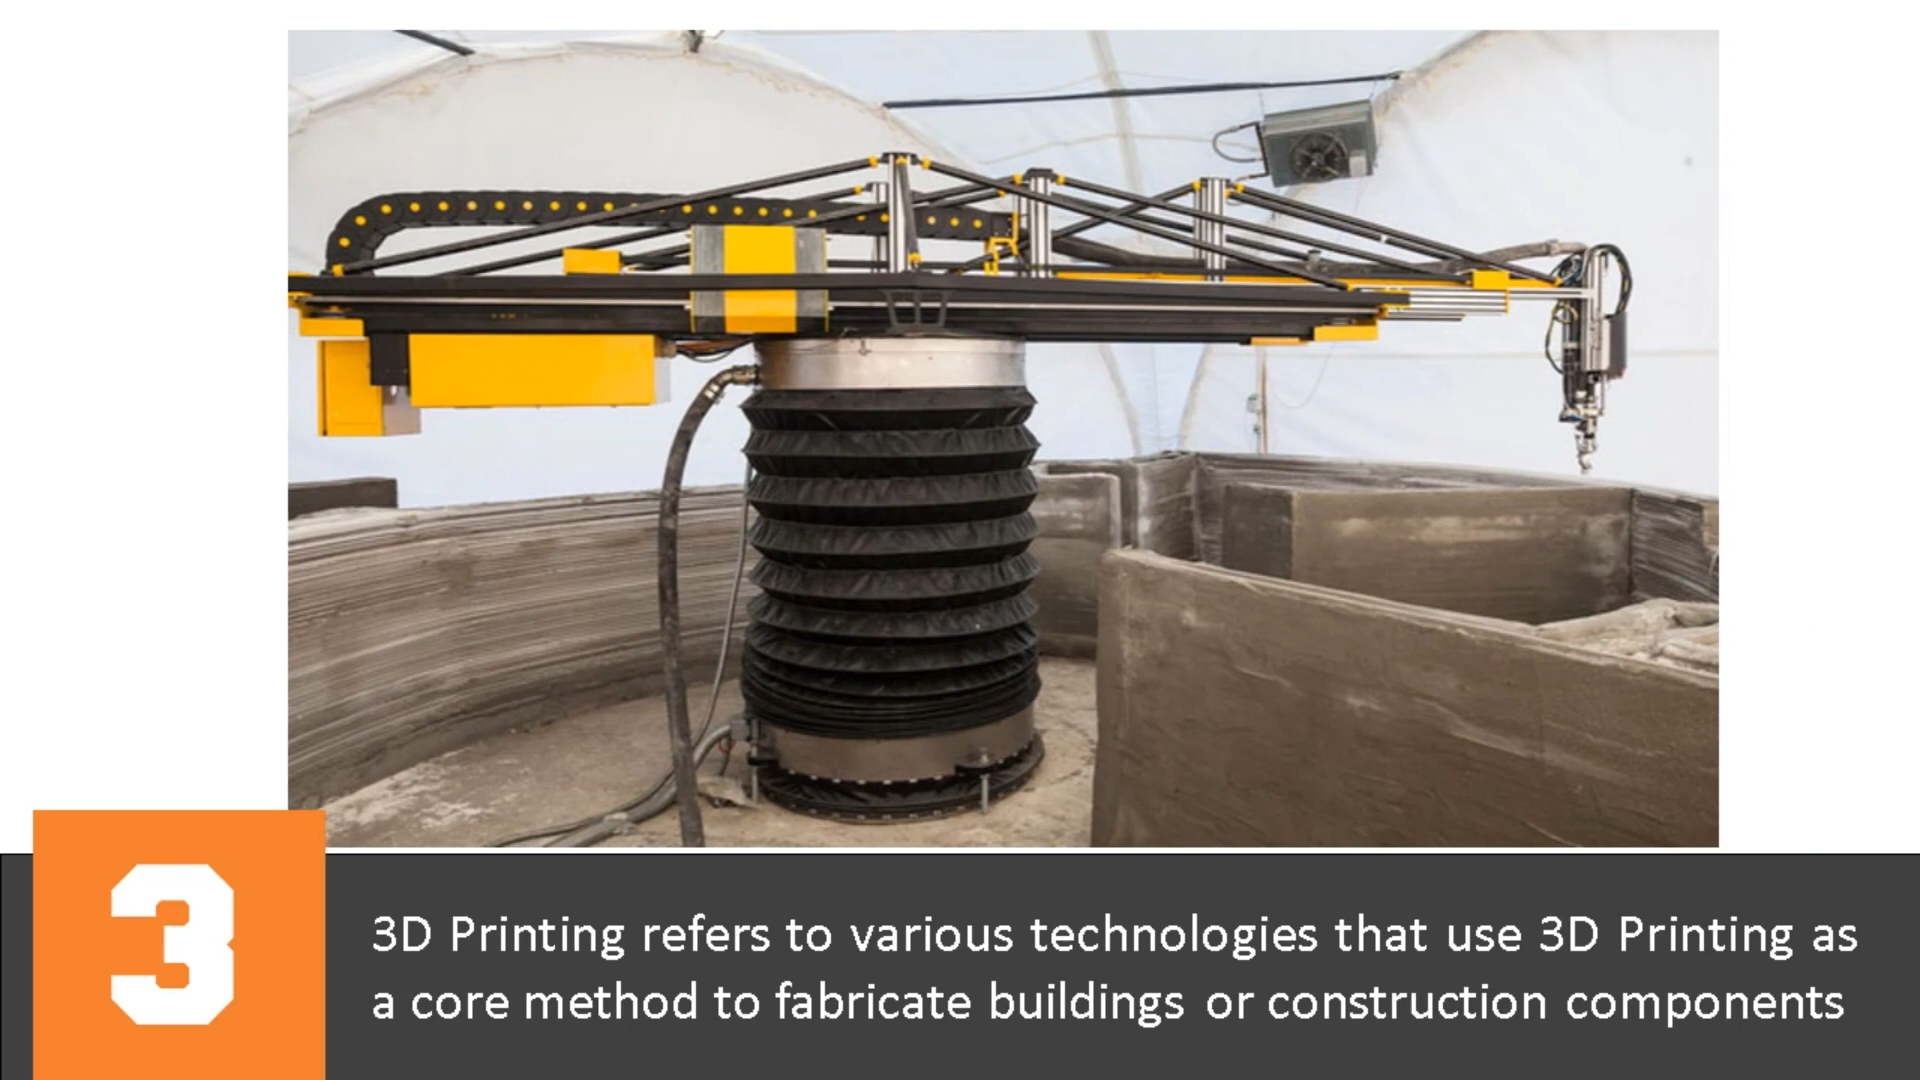 3
3D Printing refers to various technologies that use 3D Printing as
a core method to fabricate buildings or construction components